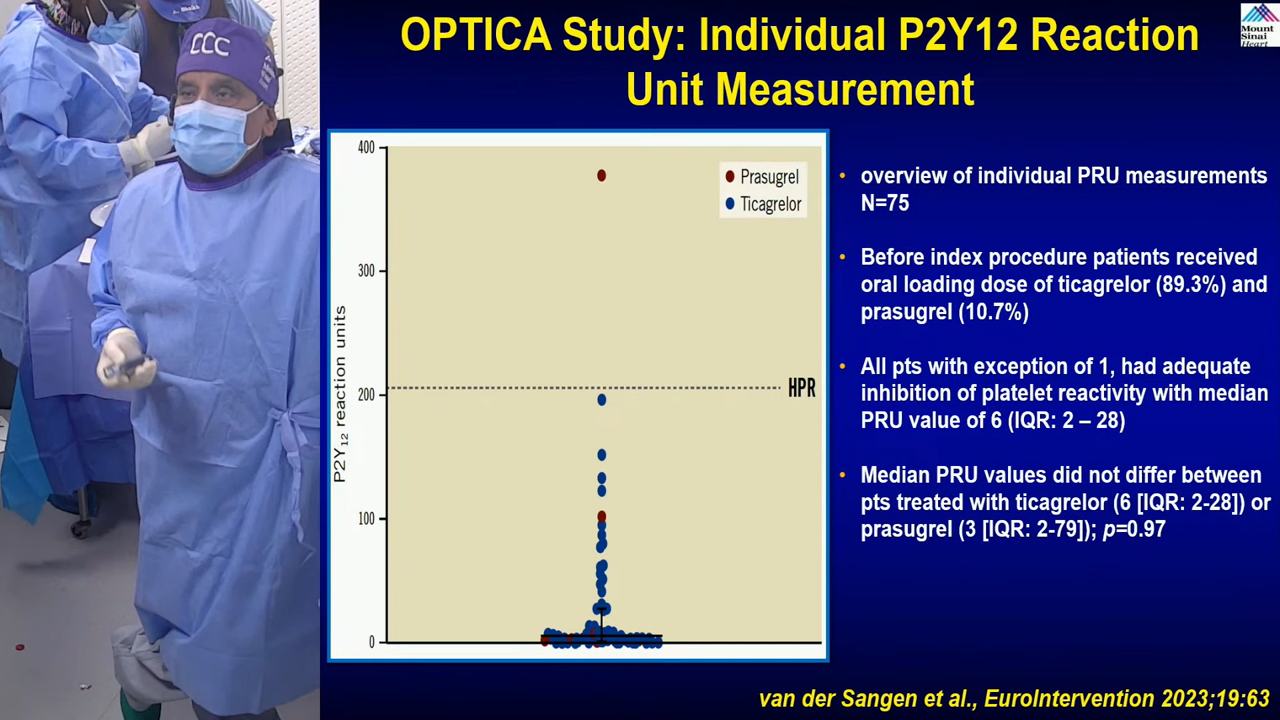 OPTICA Study: Individual P2Y12 Reaction
Unit Measurement
Mount
Sinai
Heart
CCC
400
300
200
100
0
P2Y12 reaction units
Prasugrel
Ticagrelor
HPR
• overview of individual PRU measurements
N=75
• Before index procedure patients received
oral loading dose of ticagrelor (89.3%) and
prasugrel (10.7%)
• All pts with exception of 1, had adequate
inhibition of platelet reactivity with median
PRU value of 6 (IQR: 2 – 28)
• Median PRU values did not differ between
pts treated with ticagrelor (6 [IQR: 2-28]) or
prasugrel (3 [IQR: 2-79]); p=0.97
van der Sangen et al., EuroIntervention 2023;19:63